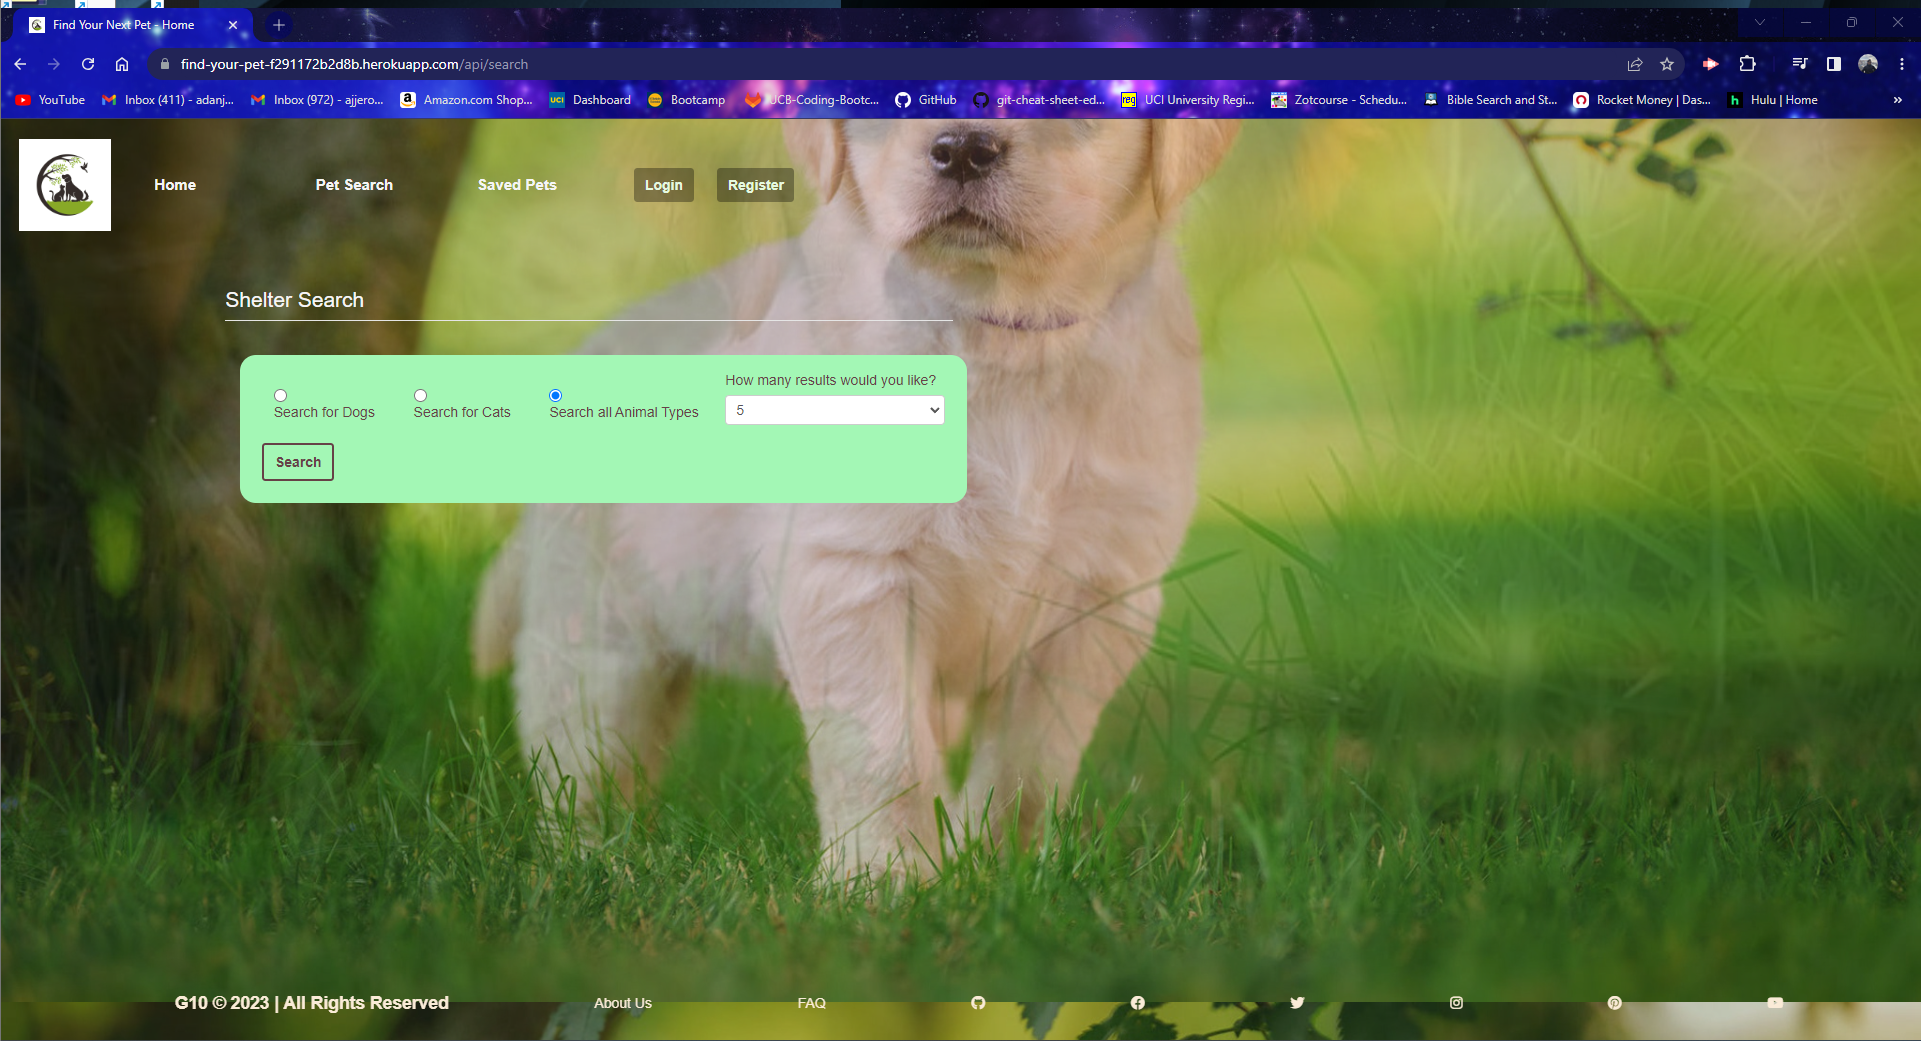 Find Your Next Pet - Home
find-your-pet-f291172b2d8b.herokuapp.com/api/search
YouTube
Inbox (411) - adanj...
Inbox (972) - ajjero...
Amazon.com Shop...
UCI
Dashboard
Bootcamp
UCB-Coding-Bootc...
GitHub
git-cheat-sheet-ed...
reg
UCI University Regi...
Zotcourse - Schedu...
Bible Search and St...
Rocket Money | Das...
h
Hulu | Home
»
Home
Pet Search
Saved Pets
Login
Register
Shelter Search
Search for Dogs
Search for Cats
Search all Animal Types
How many results would you like?
5
Search
G10 © 2023 | All Rights Reserved
About Us
FAQ